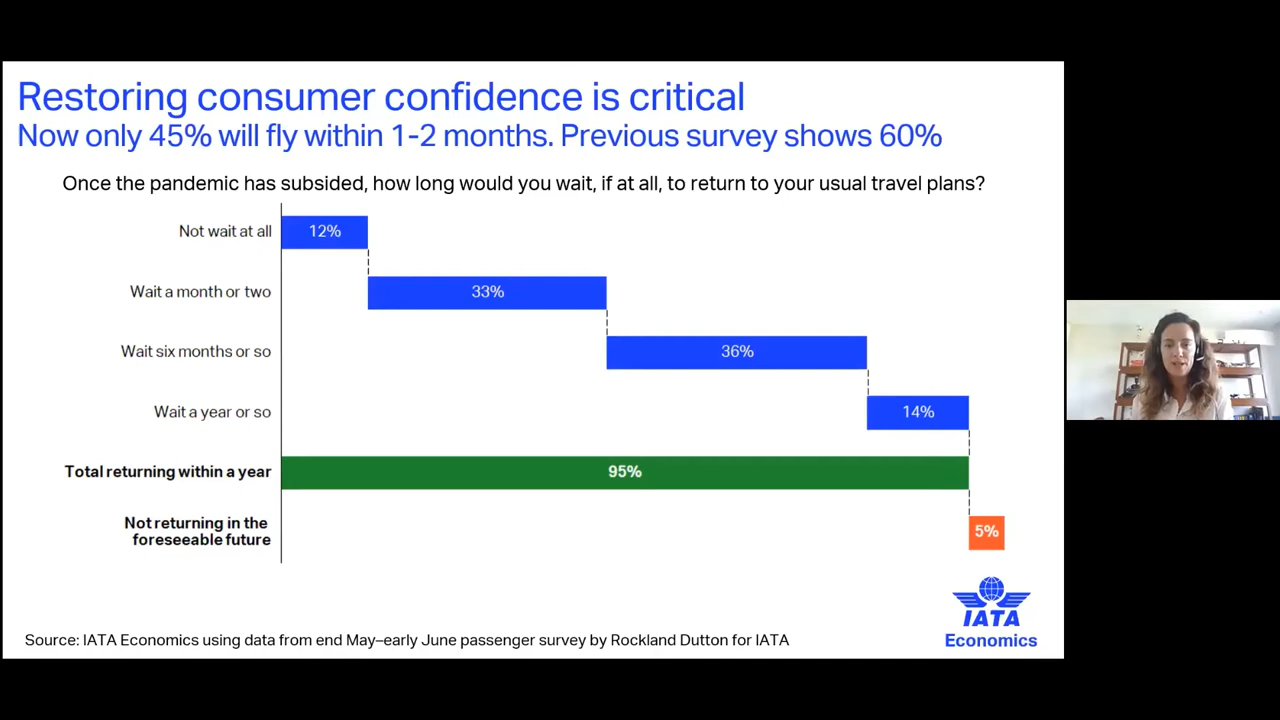 Restoring consumer confidence is critical
Now only 45% will fly within 1-2 months. Previous survey shows 60%
Once the pandemic has subsided, how long would you wait, if at all, to return to your usual travel plans?
Not wait at all
12%
Wait a month or two
33%
Wait six months or so
36%
Wait a year or so
14%
Total returning within a year
95%
Not returning in the
foreseeable future
5%
IATA
Economics
Source: IATA Economics using data from end May–early June passenger survey by Rockland Dutton for IATA